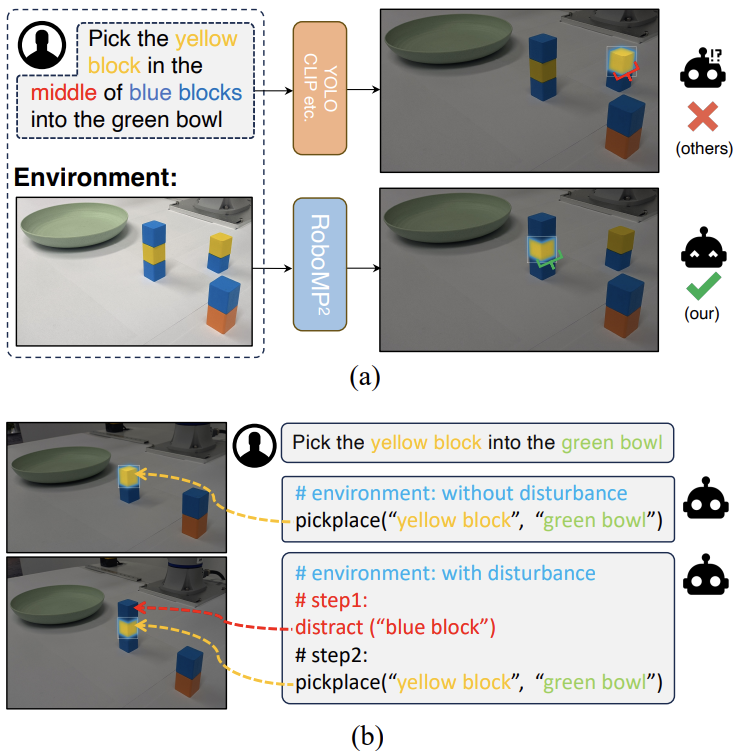 Pick the yellow
block in the
middle of blue blocks
into the green bowl
YOLO
CLIP etc.
!?
(others)
Environment:
RoboMP²
(our)
(a)
Pick the yellow block into the green bowl
# environment: without disturbance
pickplace(“yellow block”, “green bowl”)
# environment: with disturbance
# step1:
distract (“blue block”)
# step2:
pickplace(“yellow block”, “green bowl”)
(b)